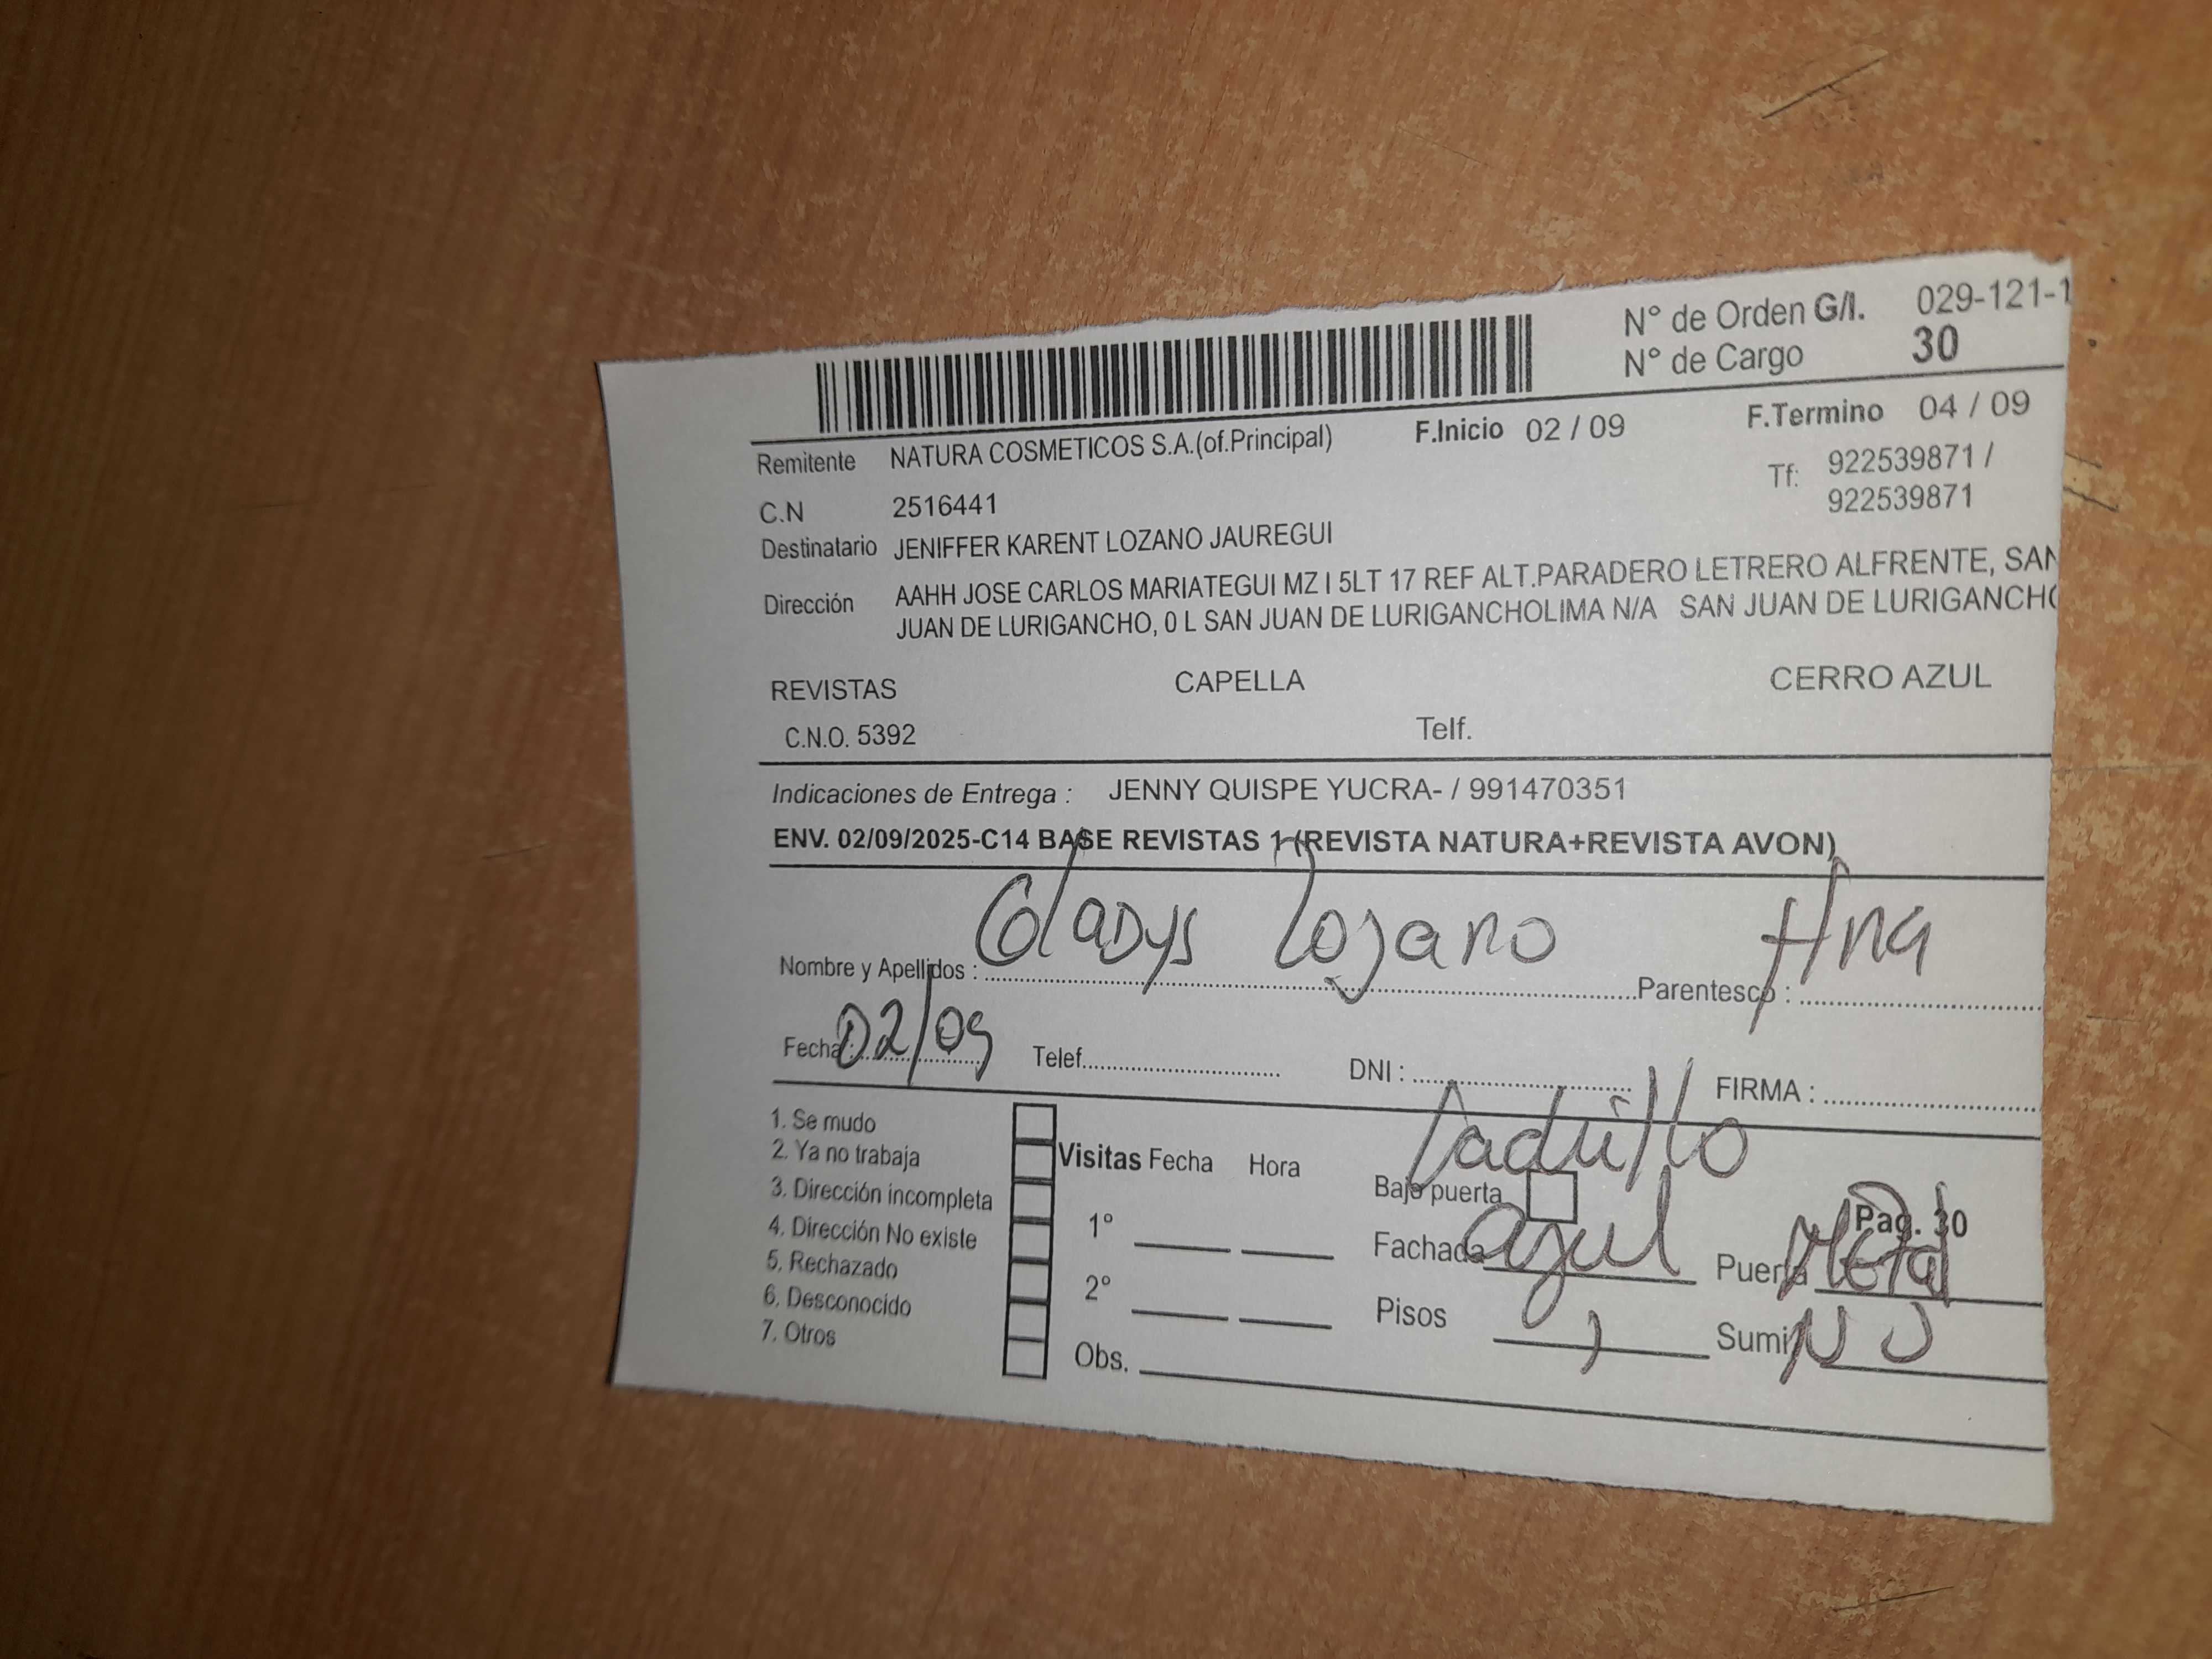 N° de Orden G/I. 029-121-1
N° de Cargo 30
F.Inicio 02 / 09 F.Termino 04 / 09
Remitente NATURA COSMETICOS S.A.(of.Principal)
Tf: 922539871 /
922539871
C.N 2516441
Destinatario JENIFFER KARENT LOZANO JAUREGUI
Dirección AAHH JOSE CARLOS MARIATEGUI MZ I 5LT 17 REF ALT.PARADERO LETRERO ALFRENTE, SAN
JUAN DE LURIGANCHO, 0 L SAN JUAN DE LURIGANCHOLIMA N/A SAN JUAN DE LURIGANCHO
REVISTAS CAPELLA CERRO AZUL
C.N.O. 5392 Telf.
Indicaciones de Entrega : JENNY QUISPE YUCRA- / 991470351
ENV. 02/09/2025-C14 BASE REVISTAS 1 (REVISTA NATURA+REVISTA AVON)
Nombre y Apellidos : Gladys Lozano Parentesco : Hna
Fecha : 02/09 Telef. DNI : FIRMA :
1. Se mudo
2. Ya no trabaja
3. Dirección incompleta
4. Dirección No existe
5. Rechazado
6. Desconocido
7. Otros
Visitas Fecha Hora
1°
2°
Obs.
Ladrillo
Bajo puerta
Pag. 30
Fachada azul Puerta Metal
Pisos 1 Sumi